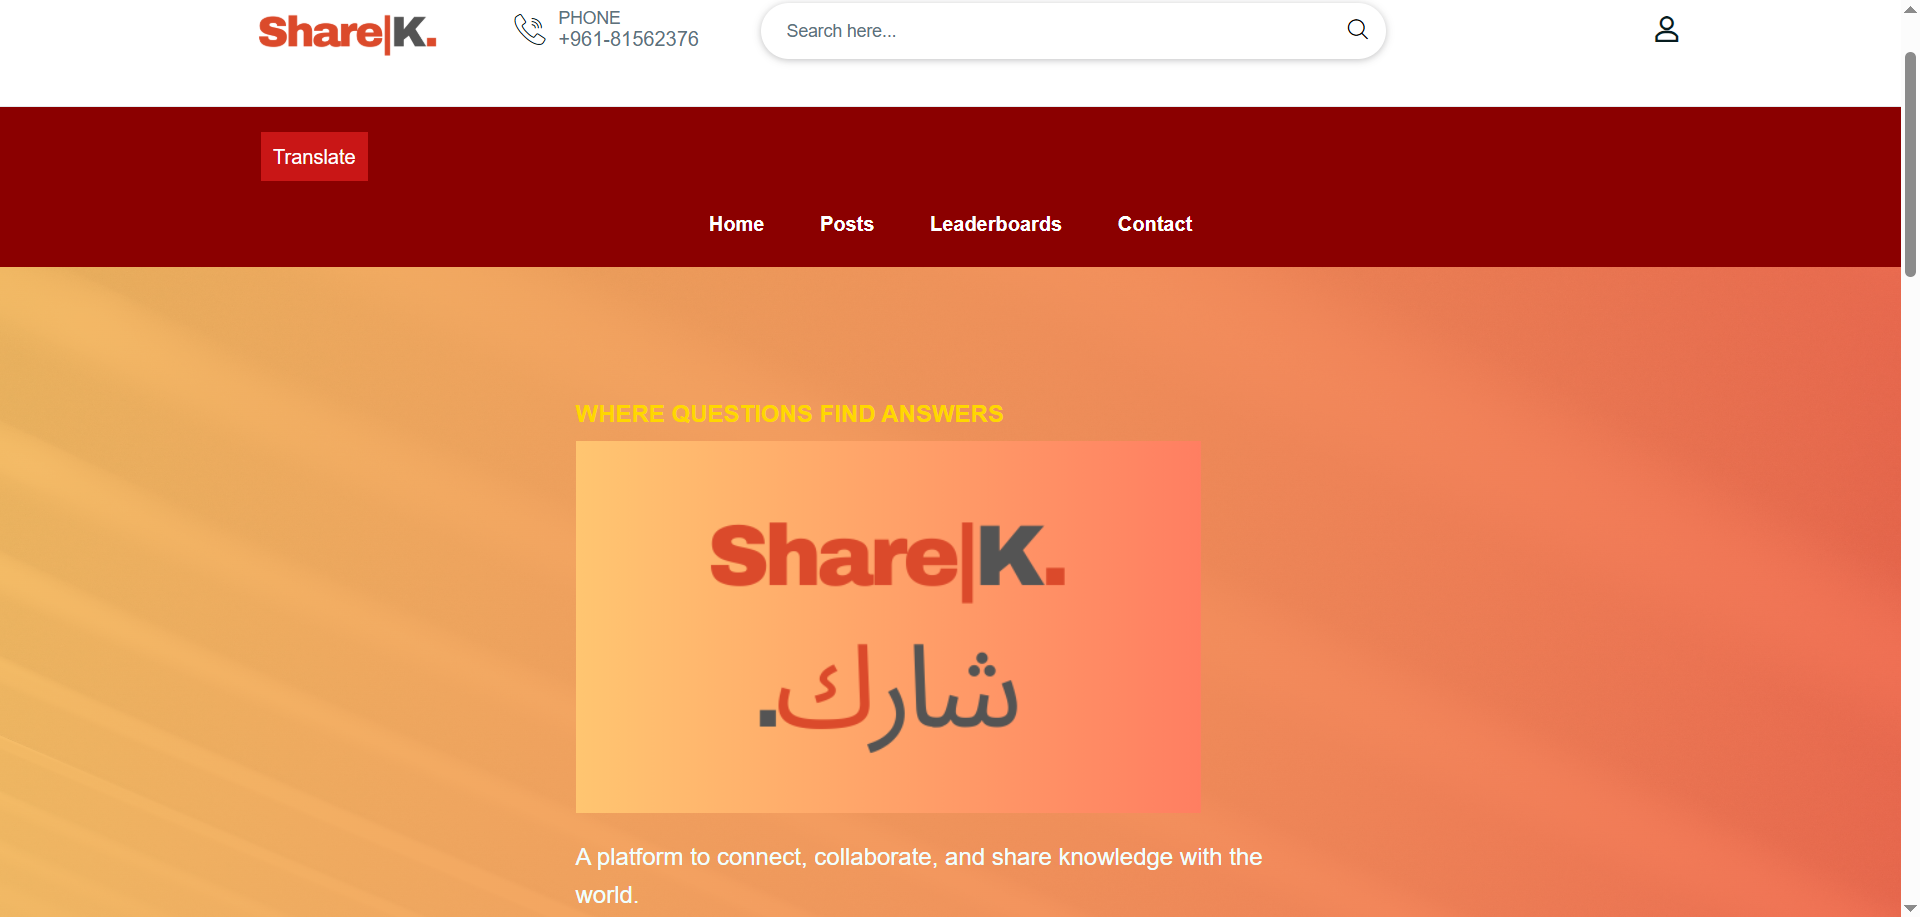 Share|K.
PHONE
+961-81562376
Search here...
Translate
Home Posts Leaderboards Contact
WHERE QUESTIONS FIND ANSWERS
Share|K.
شارك.
A platform to connect, collaborate, and share knowledge with the
world.